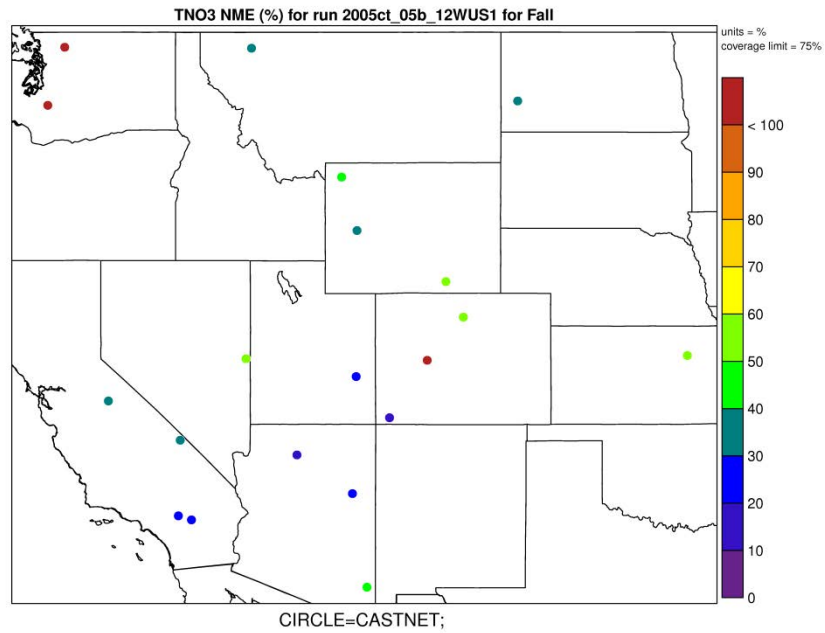 TNO3 NME (%) for run 2005ct_05b_12WUS1 for Fall
units = %
coverage limit = 75%
< 100
90
80
70
60
50
40
30
20
10
0
CIRCLE=CASTNET;